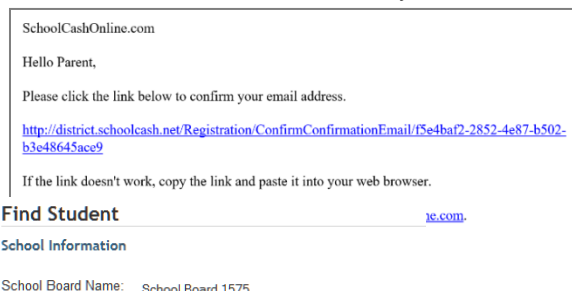 SchoolCashOnline.com
Hello Parent,
Please click the link below to confirm your email address.
http://district.schoolcash.net/Registration/ConfirmConfirmationEmail/f5e4baf2-2852-4e87-b502-
b3e48645ace9
If the link doesn't work, copy the link and paste it into your web browser.
Find Student
ne.com.
School Information
School Board Name: School Board 1575